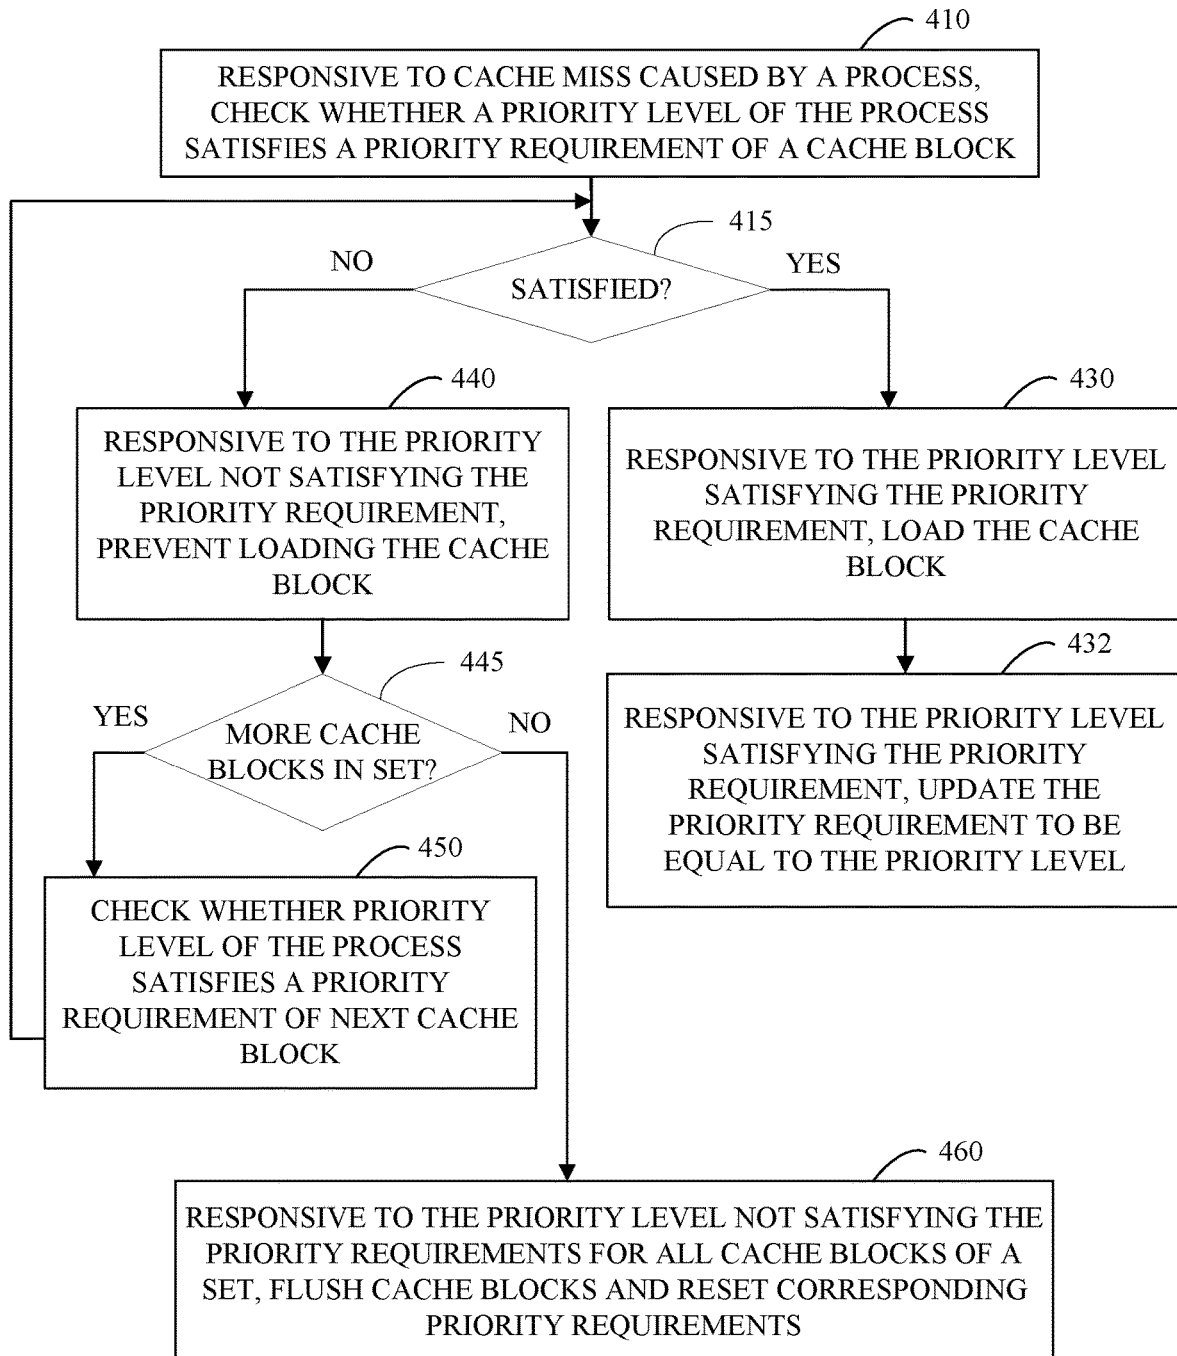 410
RESPONSIVE TO CACHE MISS CAUSED BY A PROCESS,
CHECK WHETHER A PRIORITY LEVEL OF THE PROCESS
SATISFIES A PRIORITY REQUIREMENT OF A CACHE BLOCK
415
NO
YES
SATISFIED?
440
RESPONSIVE TO THE PRIORITY
LEVEL NOT SATISFYING THE
PRIORITY REQUIREMENT,
PREVENT LOADING THE CACHE
BLOCK
430
RESPONSIVE TO THE PRIORITY LEVEL
SATISFYING THE PRIORITY
REQUIREMENT, LOAD THE CACHE
BLOCK
445
YES
NO
MORE CACHE
BLOCKS IN SET?
432
RESPONSIVE TO THE PRIORITY LEVEL
SATISFYING THE PRIORITY
REQUIREMENT, UPDATE THE
PRIORITY REQUIREMENT TO BE
EQUAL TO THE PRIORITY LEVEL
450
CHECK WHETHER PRIORITY
LEVEL OF THE PROCESS
SATISFIES A PRIORITY
REQUIREMENT OF NEXT CACHE
BLOCK
460
RESPONSIVE TO THE PRIORITY LEVEL NOT SATISFYING THE
PRIORITY REQUIREMENTS FOR ALL CACHE BLOCKS OF A
SET, FLUSH CACHE BLOCKS AND RESET CORRESPONDING
PRIORITY REQUIREMENTS